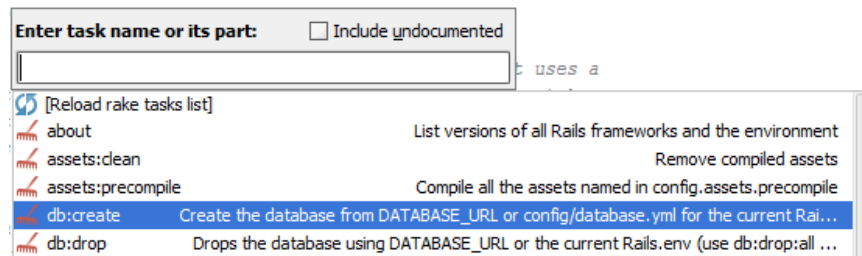 Enter task name or its part: Include undocumented
t uses a
[Reload rake tasks list]
about List versions of all Rails frameworks and the environment
assets:clean Remove compiled assets
assets:precompile Compile all the assets named in config.assets.precompile
db:create Create the database from DATABASE_URL or config/database.yml for the current Rai...
db:drop Drops the database using DATABASE_URL or the current Rails.env (use db:drop:all ...